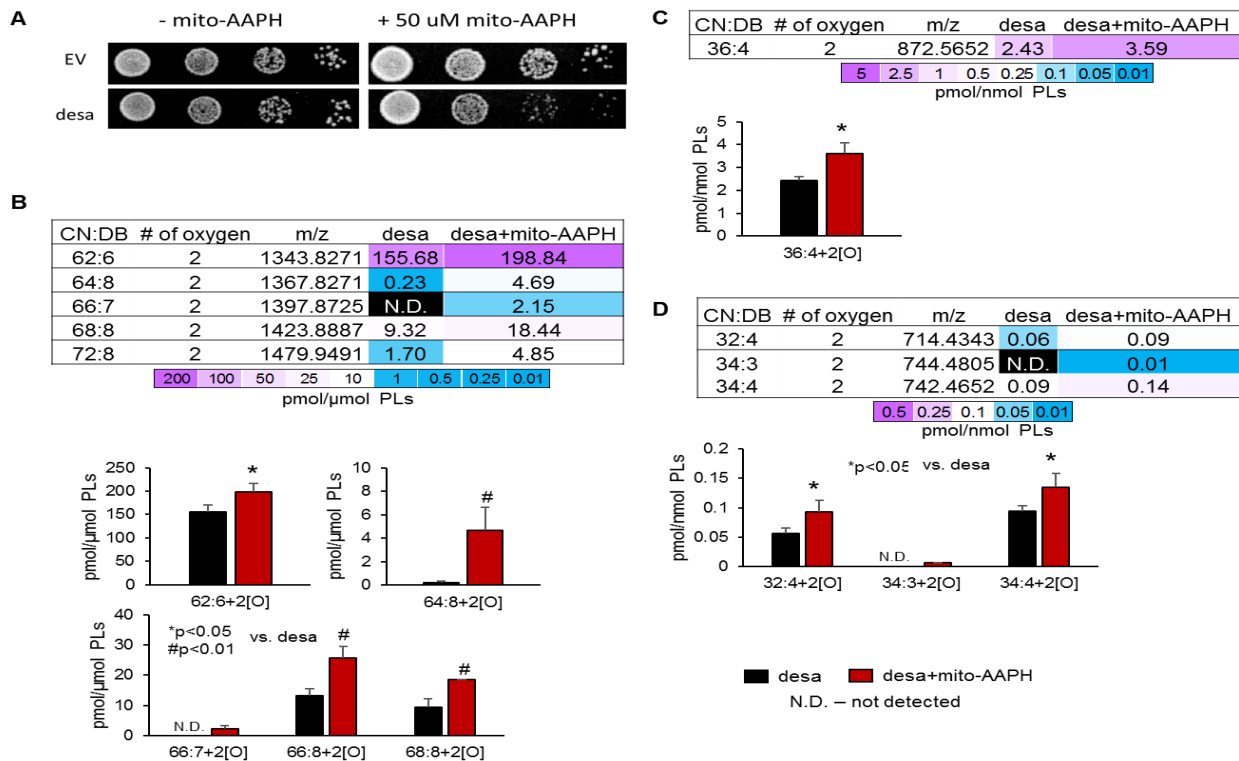 A
- mito-AAPH
+ 50 uM mito-AAPH
EV
desa
B
CN:DB # of oxygen m/z desa desa+mito-AAPH
62:6 2 1343.8271 155.68 198.84
64:8 2 1367.8271 0.23 4.69
66:7 2 1397.8725 N.D. 2.15
68:8 2 1423.8887 9.32 18.44
72:8 2 1479.9491 1.70 4.85
200 100 50 25 10 1 0.5 0.25 0.01
pmol/µmol PLs
pmol/µmol PLs
250
200
150
100
50
0
*
62:6+2[O]
pmol/µmol PLs
10
8
6
4
2
0
#
64:8+2[O]
pmol/µmol PLs
40
30
20
10
0
*p<0.05
#p<0.01
vs. desa
N.D.
#
#
66:7+2[O] 66:8+2[O] 68:8+2[O]
C
CN:DB # of oxygen m/z desa desa+mito-AAPH
36:4 2 872.5652 2.43 3.59
5 2.5 1 0.5 0.25 0.1 0.05 0.01
pmol/nmol PLs
pmol/nmol PLs
5
4
3
2
1
0
*
36:4+2[O]
D
CN:DB # of oxygen m/z desa desa+mito-AAPH
32:4 2 714.4343 0.06 0.09
34:3 2 744.4805 N.D. 0.01
34:4 2 742.4652 0.09 0.14
0.5 0.25 0.1 0.05 0.01
pmol/nmol PLs
pmol/nmol PLs
0.2
0.15
0.1
0.05
0
*p<0.05 vs. desa
*
N.D.
*
32:4+2[O] 34:3+2[O] 34:4+2[O]
desa desa+mito-AAPH
N.D. – not detected